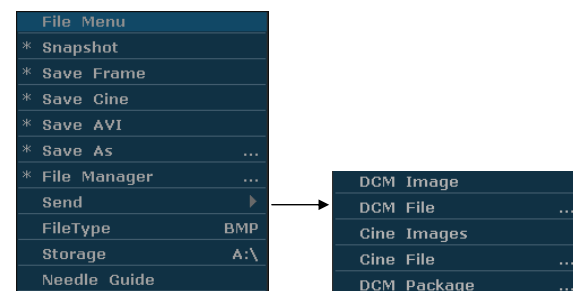 File Menu
* Snapshot
* Save Frame
* Save Cine
* Save AVI
* Save As ...
* File Manager ...
Send
FileType BMP
Storage A:\
Needle Guide
DCM Image
DCM File ...
Cine Images
Cine File ...
DCM Package ...